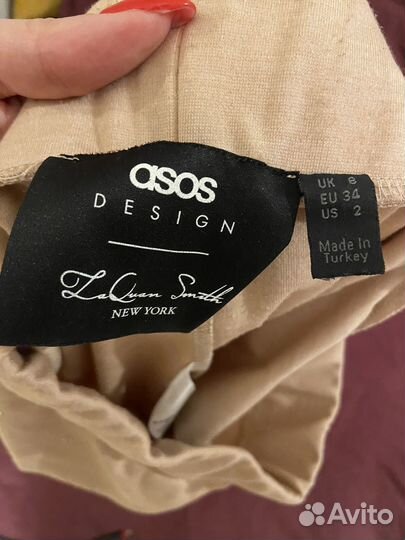 asos
DESIGN
LaQuan Smith
NEW YORK
UK 6
EU 34
US 2
Made In
Turkey
Avito